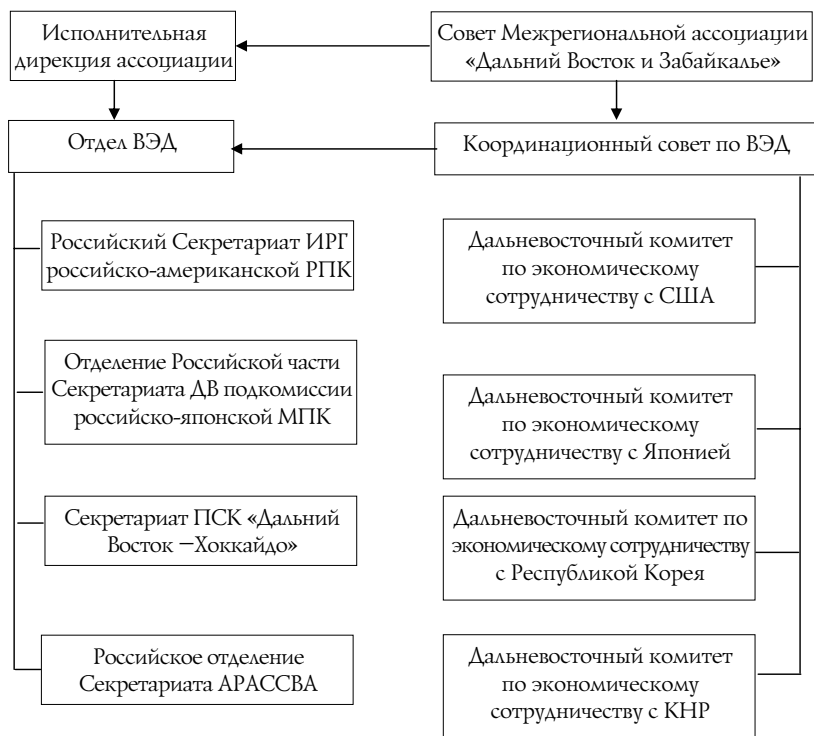 Исполнительная
дирекция ассоциации
Совет Межрегиональной ассоциации
«Дальний Восток и Забайкалье»
Отдел ВЭД
Координационный совет по ВЭД
Российский Секретариат ИРГ
российско-американской РПК
Отделение Российской части
Секретариата ДВ подкомиссии
российско-японской МПК
Секретариат ПСК «Дальний
Восток –Хоккайдо»
Российское отделение
Секретариата АРАССВА
Дальневосточный комитет
по экономическому
сотрудничеству с США
Дальневосточный комитет
по экономическому
сотрудничеству с Японией
Дальневосточный комитет по
экономическому сотрудничеству
с Республикой Корея
Дальневосточный комитет
по экономическому
сотрудничеству с КНР